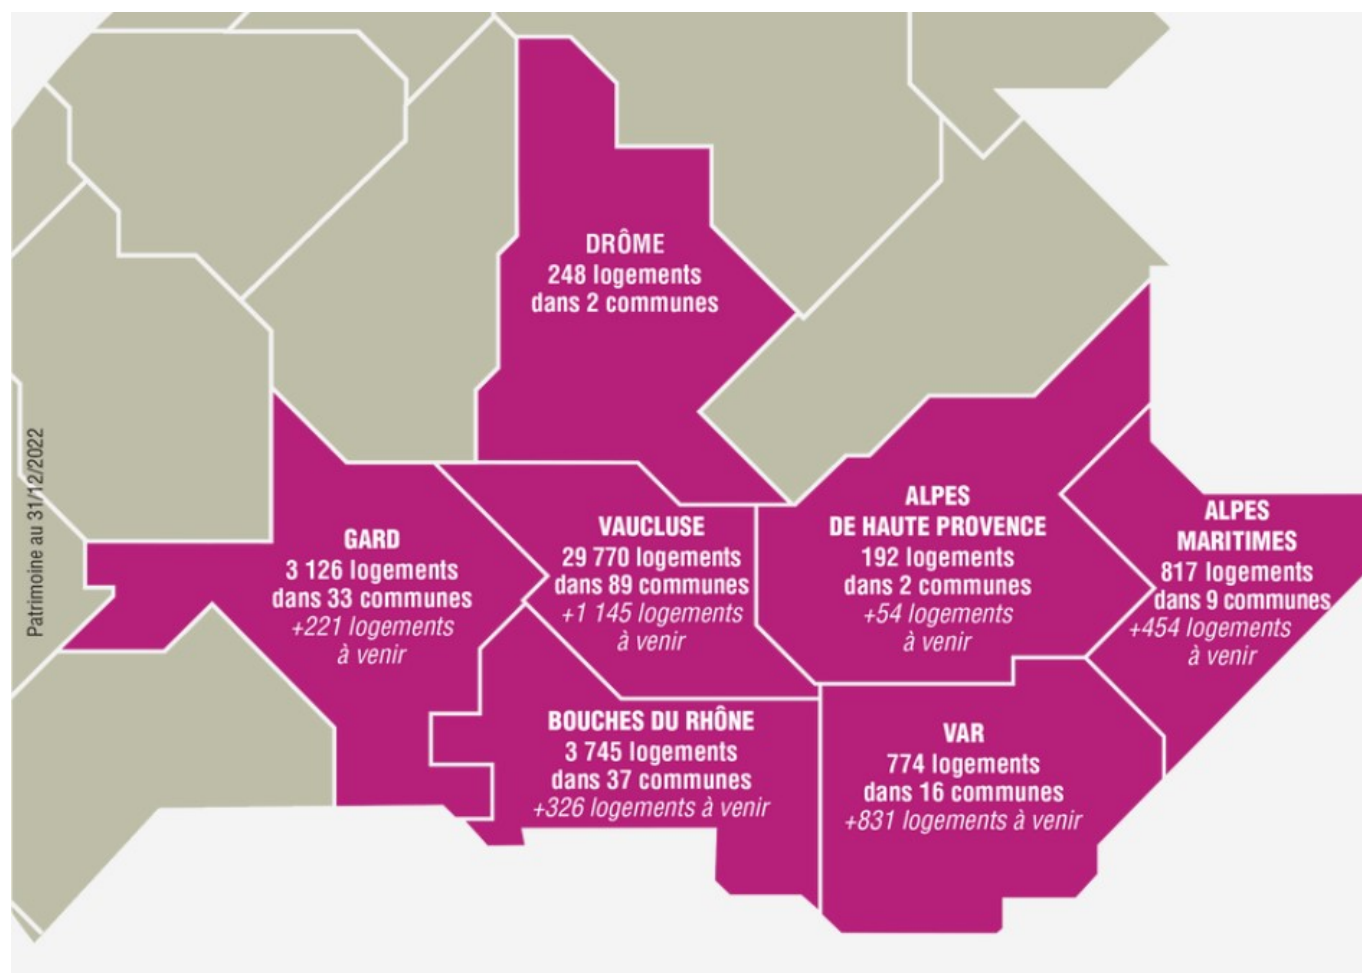 DRÔME
248 logements
dans 2 communes
Patrimoine au 31/12/2022
GARD
3 126 logements
dans 33 communes
+221 logements
à venir
VAUCLUSE
29 770 logements
dans 89 communes
+1 145 logements
à venir
ALPES
DE HAUTE PROVENCE
192 logements
dans 2 communes
+54 logements
à venir
ALPES
MARITIMES
817 logements
dans 9 communes
+454 logements
à venir
BOUCHES DU RHÔNE
3 745 logements
dans 37 communes
+326 logements à venir
VAR
774 logements
dans 16 communes
+831 logements à venir